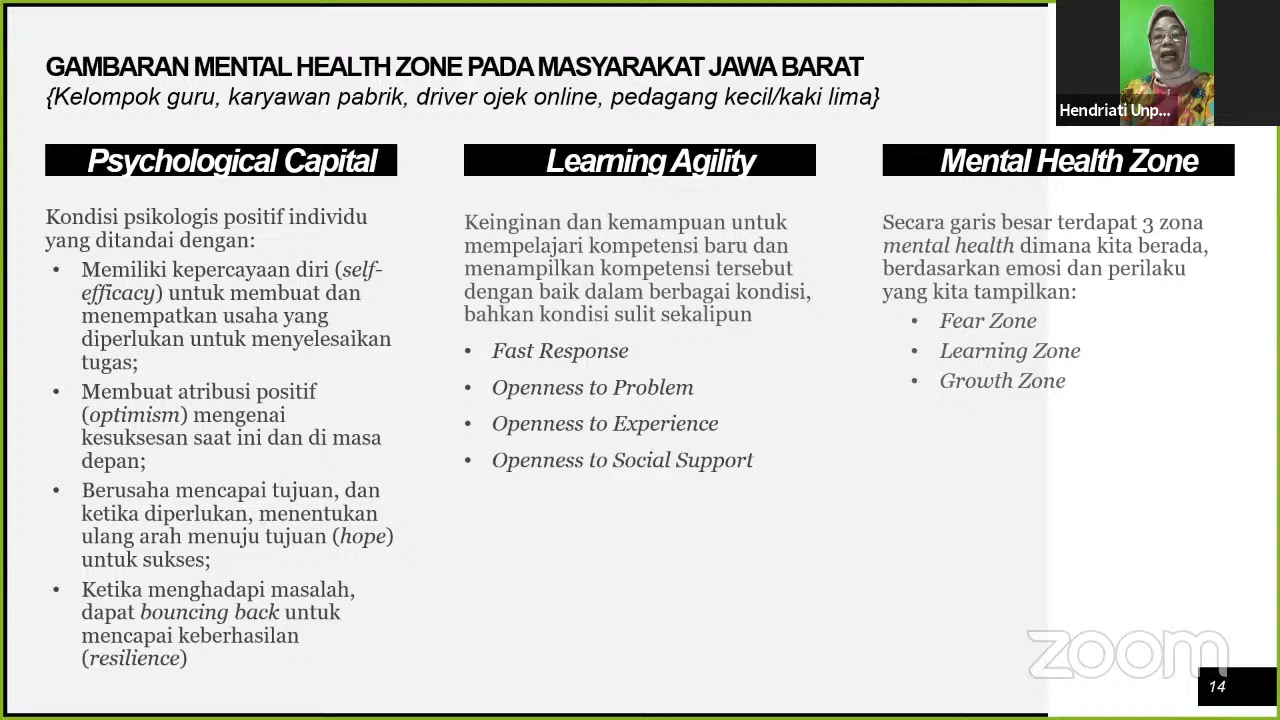 GAMBARAN MENTAL HEALTH ZONE PADA MASYARAKAT JAWA BARAT
{Kelompok guru, karyawan pabrik, driver ojek online, pedagang kecil/kaki lima}
Hendriati Unp...
Psychological Capital
Kondisi psikologis positif individu
yang ditandai dengan:
• Memiliki kepercayaan diri (self-
efficacy) untuk membuat dan
menempatkan usaha yang
diperlukan untuk menyelesaikan
tugas;
• Membuat atribusi positif
(optimism) mengenai
kesuksesan saat ini dan di masa
depan;
• Berusaha mencapai tujuan, dan
ketika diperlukan, menentukan
ulang arah menuju tujuan (hope)
untuk sukses;
• Ketika menghadapi masalah,
dapat bouncing back untuk
mencapai keberhasilan
(resilience)
Learning Agility
Keinginan dan kemampuan untuk
mempelajari kompetensi baru dan
menampilkan kompetensi tersebut
dengan baik dalam berbagai kondisi,
bahkan kondisi sulit sekalipun
• Fast Response
• Openness to Problem
• Openness to Experience
• Openness to Social Support
Mental Health Zone
Secara garis besar terdapat 3 zona
mental health dimana kita berada,
berdasarkan emosi dan perilaku
yang kita tampilkan:
• Fear Zone
• Learning Zone
• Growth Zone
zoom
14